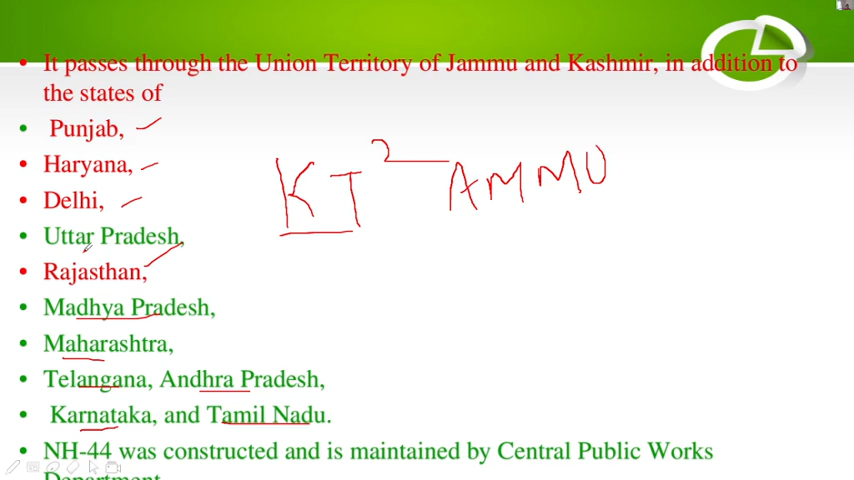 • It passes through the Union Territory of Jammu and Kashmir, in addition to
the states of
• Punjab,
• Haryana,
• Delhi,
• Uttar Pradesh,
• Rajasthan,
• Madhya Pradesh,
• Maharashtra,
• Telangana, Andhra Pradesh,
• Karnataka, and Tamil Nadu.
• NH-44 was constructed and is maintained by Central Public Works
Department
KT² AMMU